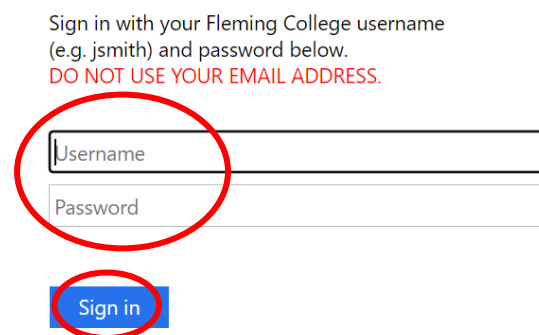 Sign in with your Fleming College username
(e.g. jsmith) and password below.
DO NOT USE YOUR EMAIL ADDRESS.
Username
Password
Sign in